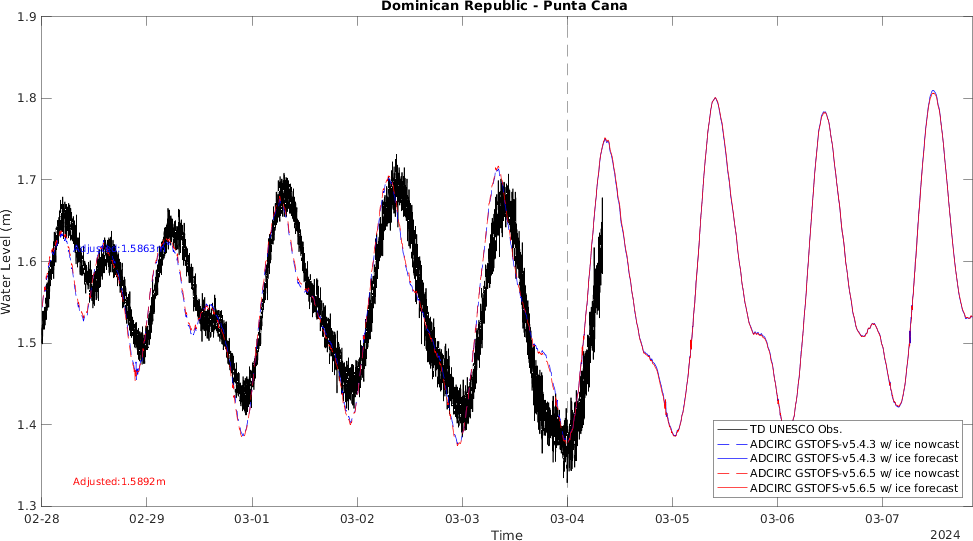 Dominican Republic - Punta Cana
Water Level (m)
1.9
1.8
1.7
1.6
1.5
1.4
1.3
Adjusted:1.5863m
Adjusted:1.5892m
TD UNESCO Obs.
ADCIRC GSTOFS-v5.4.3 w/ ice nowcast
ADCIRC GSTOFS-v5.4.3 w/ ice forecast
ADCIRC GSTOFS-v5.6.5 w/ ice nowcast
ADCIRC GSTOFS-v5.6.5 w/ ice forecast
02-28 02-29 03-01 03-02 03-03 03-04 03-05 03-06 03-07
Time
2024